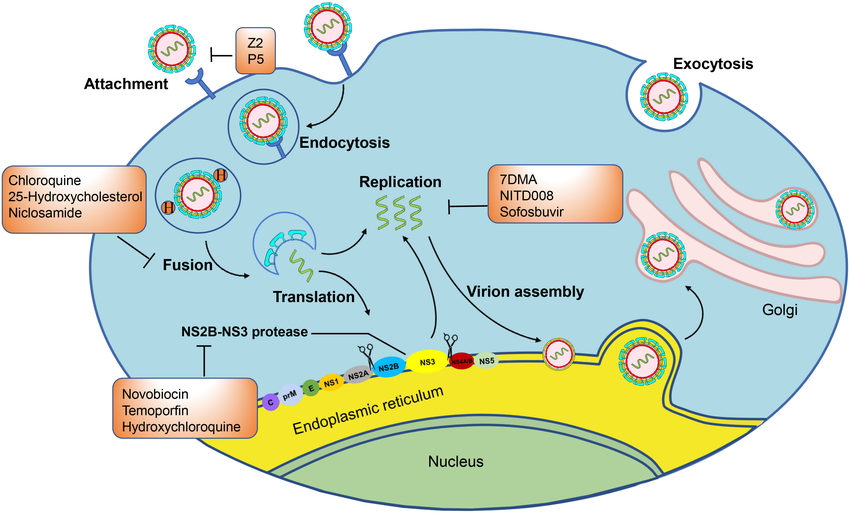 Z2
P5
Attachment
Exocytosis
Endocytosis
Chloroquine
25-Hydroxycholesterol
Niclosamide
H
H
Replication
7DMA
NITD008
Sofosbuvir
Fusion
Translation
Virion assembly
Golgi
NS2B-NS3 protease
C
prM
E
NS1
NS2A
NS2B
NS3
NS5
Novobiocin
Temoporfin
Hydroxychloroquine
Endoplasmic reticulum
Nucleus